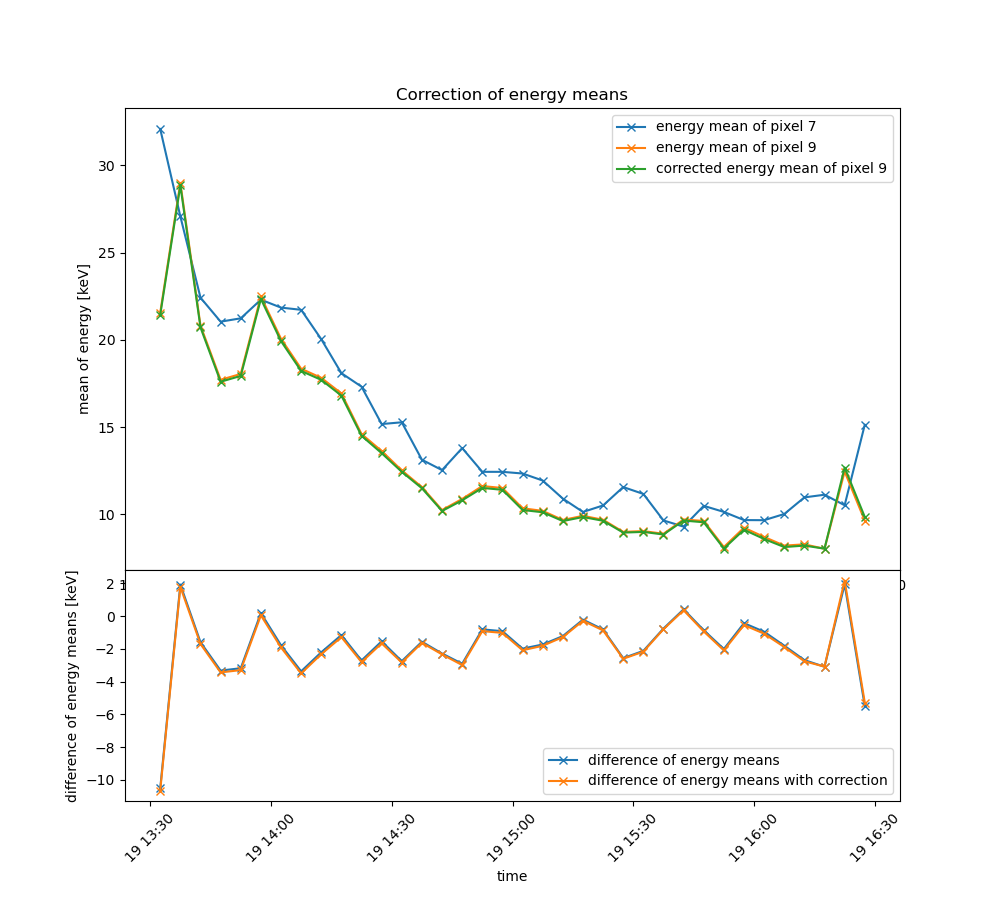 Correction of energy means
energy mean of pixel 7
energy mean of pixel 9
corrected energy mean of pixel 9
mean of energy [keV]
30
25
20
15
10
difference of energy means [keV]
2
0
−2
−4
−6
−8
−10
difference of energy means
difference of energy means with correction
19 13:30
19 14:00
19 14:30
19 15:00
19 15:30
19 16:00
19 16:30
time